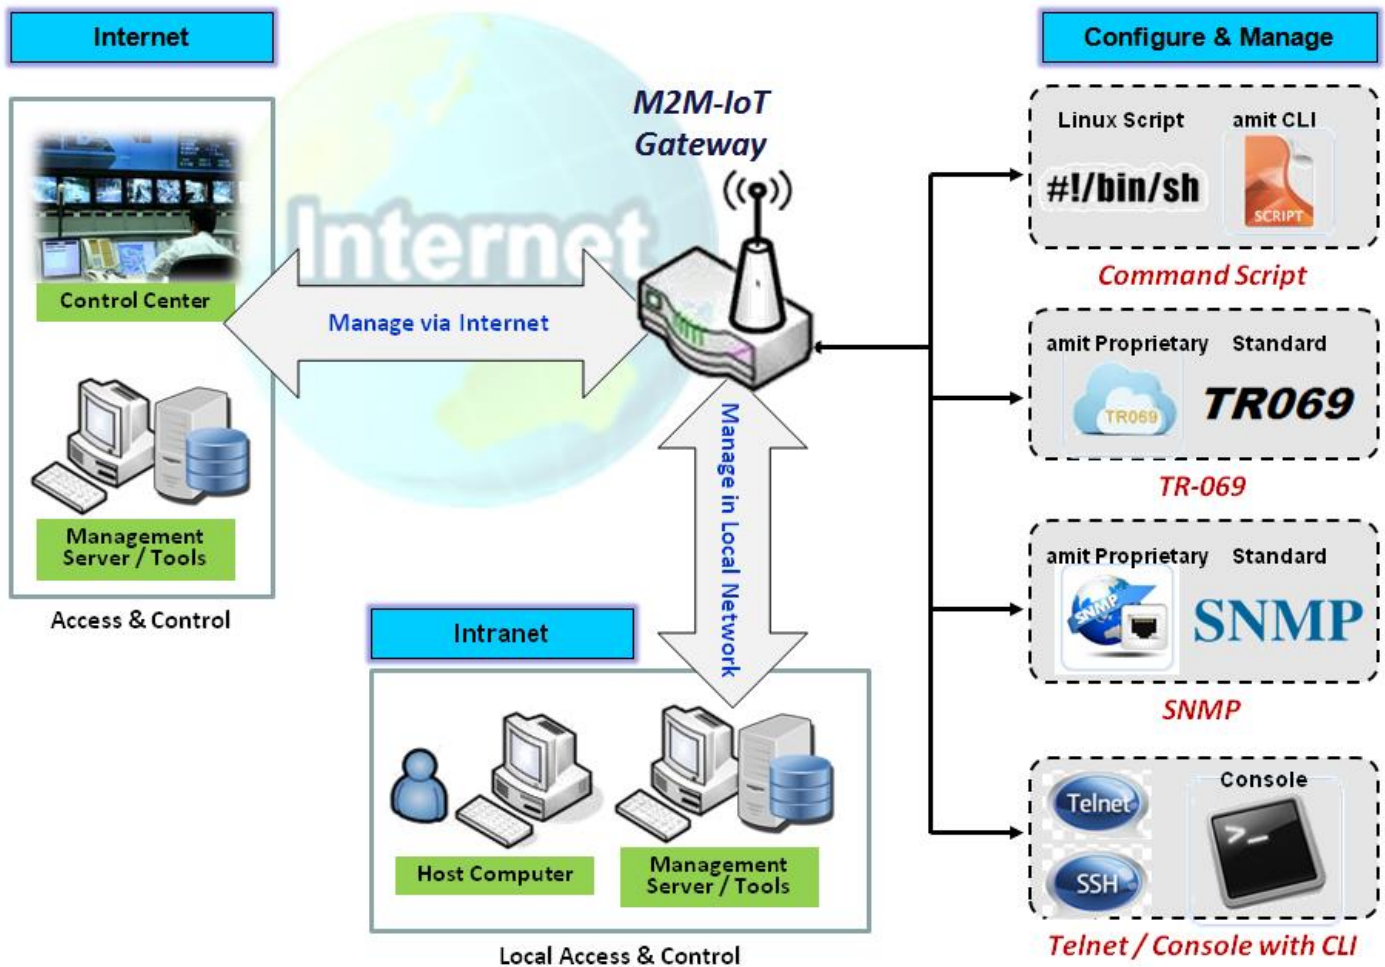 Internet
Control Center
Management
Server / Tools
Access & Control
M2M-IoT
Gateway
Internet
Manage via Internet
Manage in Local Network
Intranet
Host Computer
Management
Server / Tools
Local Access & Control
Configure & Manage
Linux Script amit CLI
#!/bin/sh
SCRIPT
Command Script
amit Proprietary Standard
TR069
TR069
TR-069
amit Proprietary Standard
SNMP
SNMP
SNMP
Telnet
SSH
Console
>_
Telnet / Console with CLI